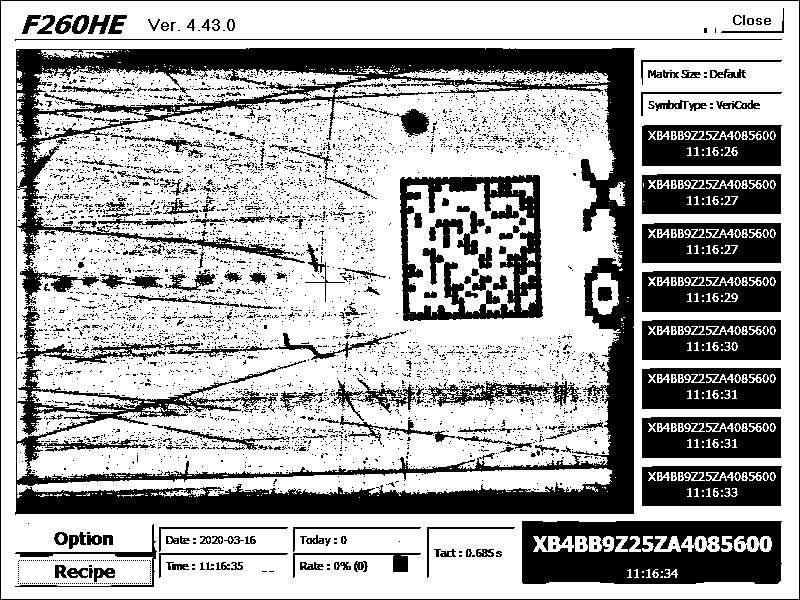 F260HE Ver. 4.43.0
Close
Matrix Size : Default
SymbolType : VeriCode
XB4BB9Z25ZA4085600
11:16:26
XB4BB9Z25ZA4085600
11:16:27
XB4BB9Z25ZA4085600
11:16:27
XB4BB9Z25ZA4085600
11:16:29
XB4BB9Z25ZA4085600
11:16:30
XB4BB9Z25ZA4085600
11:16:31
XB4BB9Z25ZA4085600
11:16:31
XB4BB9Z25ZA4085600
11:16:33
Option
Recipe
Date : 2020-03-16
Time : 11:16:35
Today : 0
Rate : 0% (0)
Tact : 0.685 s
XB4BB9Z25ZA4085600
11:16:34